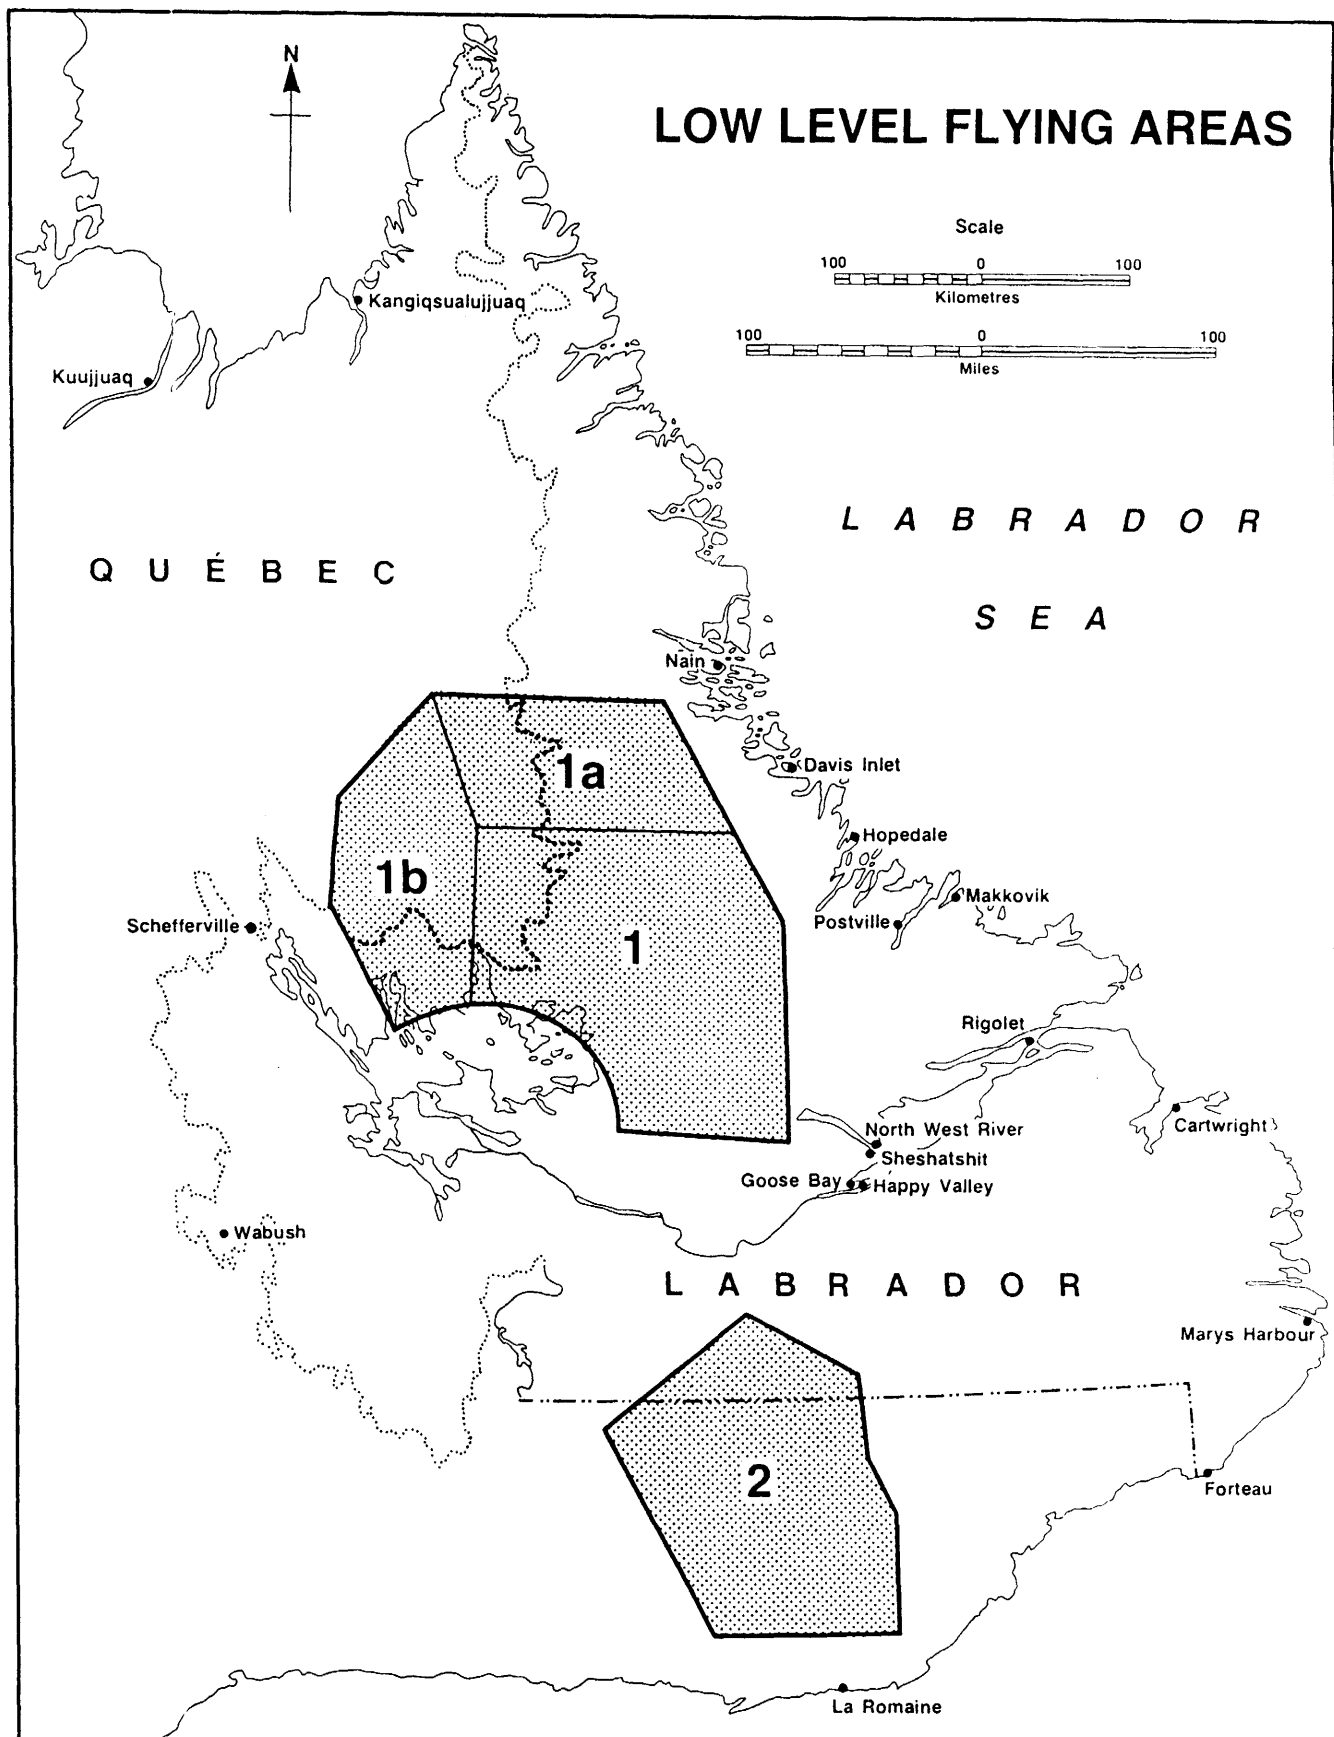 N
LOW LEVEL FLYING AREAS
Scale
100 0 100
Kilometres
100 0 100
Miles
Kangiqsualujjuaq
Kuujjuaq
LABRADOR
SEA
QUÉBEC
Nain
1a
Davis Inlet
Hopedale
1b
Makkovik
Schefferville
Postville
1
Rigolet
Cartwright
North West River
Sheshatshit
Goose Bay
Happy Valley
Wabush
LABRADOR
Marys Harbour
2
Forteau
La Romaine